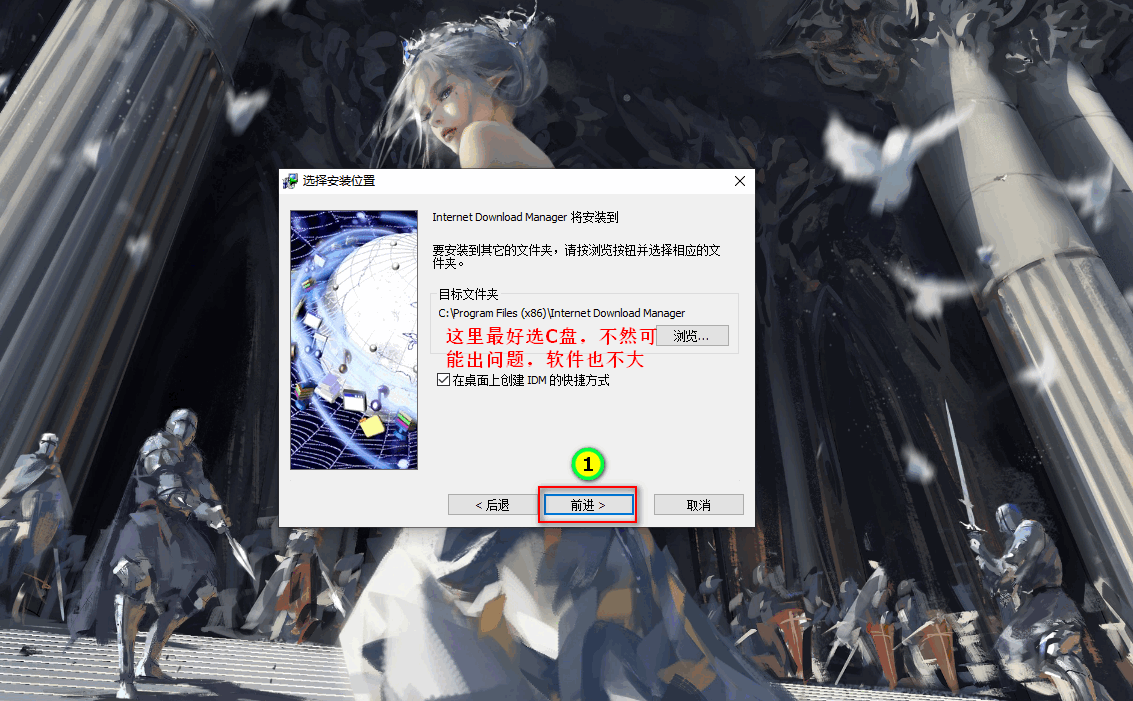 选择安装位置
Internet Download Manager 将安装到
要安装到其它的文件夹，请按浏览按钮并选择相应的文
件夹。
目标文件夹
C:\Program Files (x86)\Internet Download Manager
这里最好选C盘，不然可
浏览...
能出问题，软件也不大
在桌面上创建 IDM 的快捷方式
1
< 后退
前进 >
取消